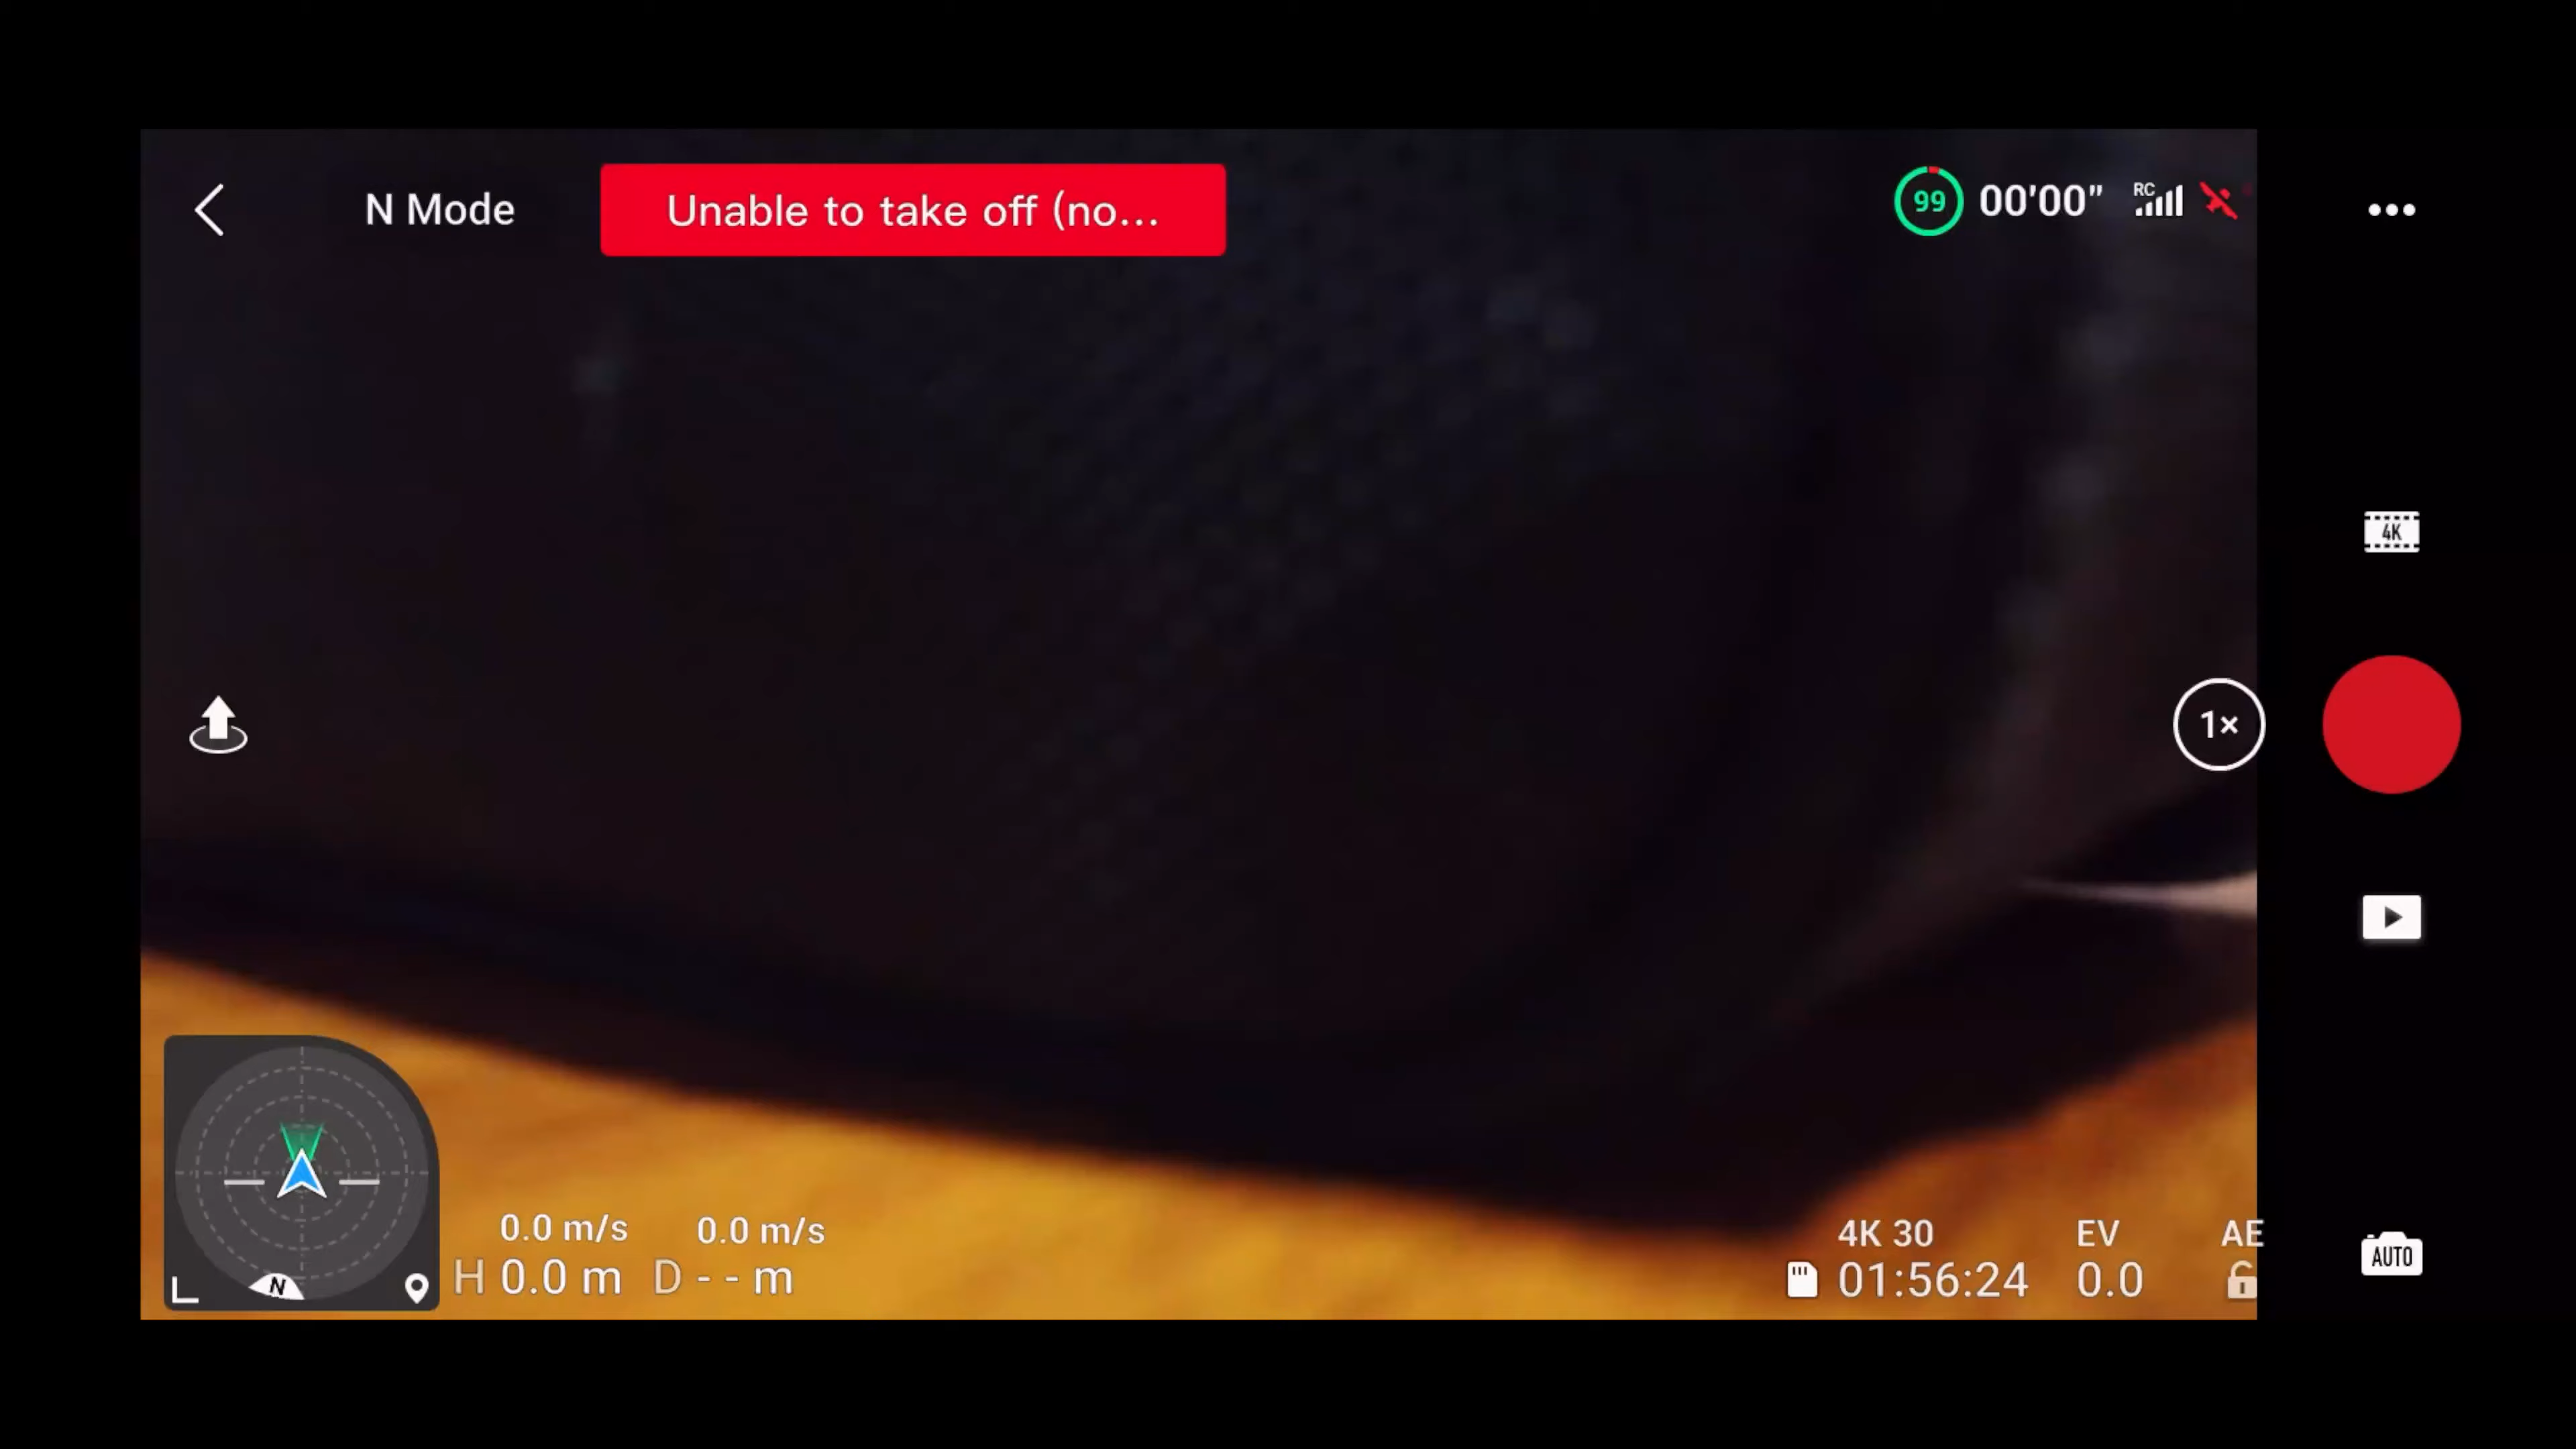 N Mode
Unable to take off (no...
99
00'00"
RC
4K
1×
0.0 m/s
0.0 m/s
H 0.0 m
D - - m
N
4K 30
01:56:24
EV
0.0
AE
AUTO